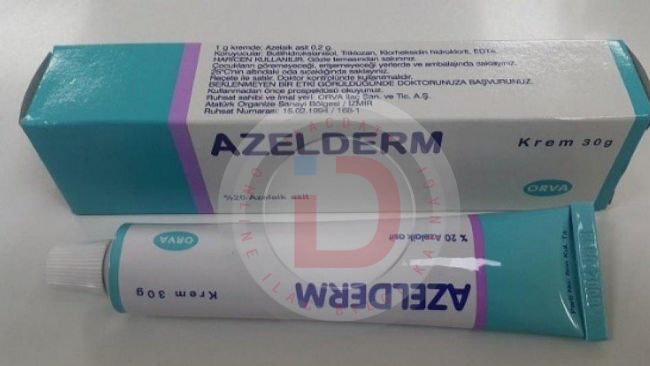 1 g kremde: Azelaik asit 0,2 g.
Koruyucular: Butilhidroksianisol, Triklozan, Klorheksidin hidroklorit, EDTA.
HARİCEN KULLANILIR. Gözle temasından sakınınız.
Çocukların göremeyeceği, erişemeyeceği yerlerde ve ambalajında saklayınız.
25°C'nin altındaki oda sıcaklığında saklayınız.
Reçete ile satılır. Doktor kontrolünde kullanılmalıdır.
BEKLENMEYEN BİR ETKİ GÖRÜLDÜĞÜNDE DOKTORUNUZA BAŞVURUNUZ.
Kullanmadan önce prospektüsü okuyunuz.
Ruhsat sahibi ve İmal yeri: ORVA İlaç San. ve Tic. A.Ş.
Atatürk Organize Sanayi Bölgesi / İZMİR
Ruhsat Numarası: 15.02.1994 / 168-1
AZELDERM
Krem 30g
%20 Azelaik asit
ORVA
ORVA
% 20 Azelaik asit
AZELDERM
Krem 30g